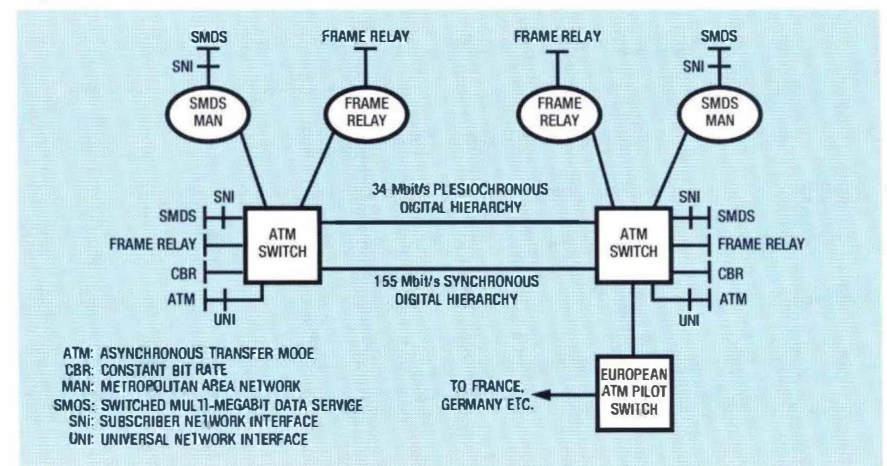 SMDS
FRAME RELAY
FRAME RELAY
SMDS
SNI
SNI
SMDS
MAN
FRAME
RELAY
FRAME
RELAY
SMDS
MAN
34 Mbit/s PLESIOCHRONOUS
DIGITAL HIERARCHY
SNI
SMDS
FRAME RELAY
CBR
ATM
UNI
ATM
SWITCH
ATM
SWITCH
SNI
SMDS
FRAME RELAY
CBR
ATM
UNI
155 Mbit/s SYNCHRONOUS
DIGITAL HIERARCHY
ATM: ASYNCHRONOUS TRANSFER MODE
CBR: CONSTANT BIT RATE
MAN: METROPOLITAN AREA NETWORK
SMOS: SWITCHED MULTI-MEGABIT DATA SERVICE
SNI: SUBSCRIBER NETWORK INTERFACE
UNI: UNIVERSAL NETWORK INTERFACE
TO FRANCE,
GERMANY ETC.
EUROPEAN
ATM PILOT
SWITCH